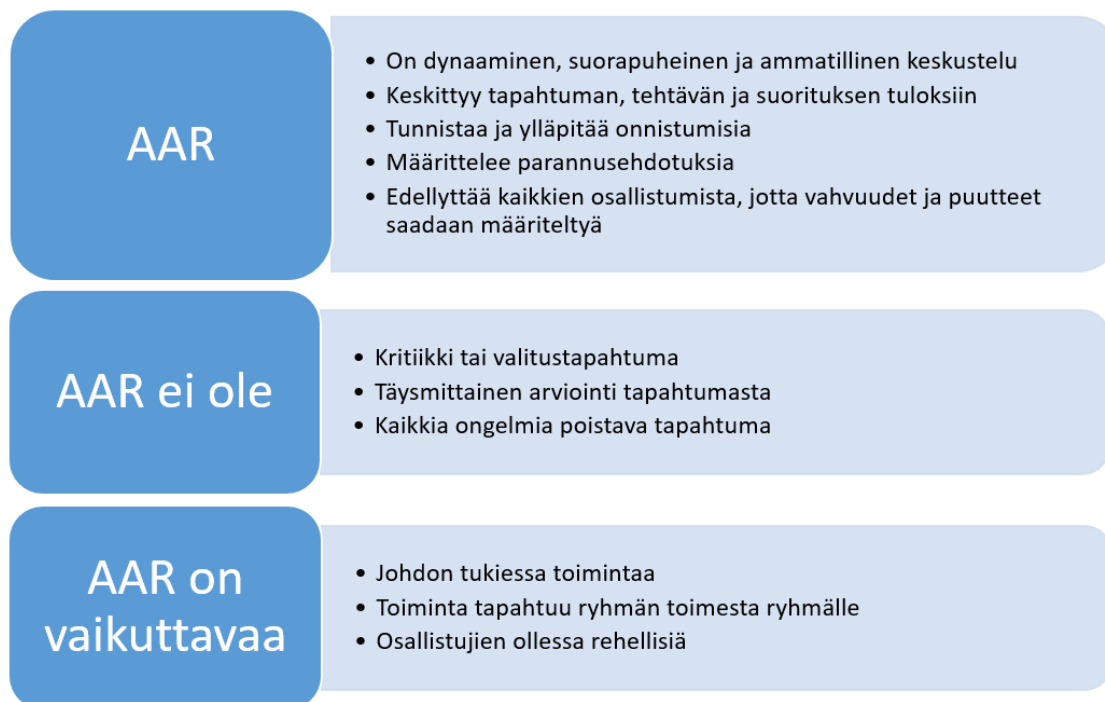 AAR
• On dynaaminen, suorapuheinen ja ammatillinen keskustelu
• Keskittyy tapahtuman, tehtävän ja suorituksen tuloksiin
• Tunnistaa ja ylläpitää onnistumisia
• Määrittelee parannusehdotuksia
• Edellyttää kaikkien osallistumista, jotta vahvuudet ja puutteet
saadaan määriteltyä
AAR ei ole
• Kritiikki tai valitustapahtuma
• Täysmittainen arviointi tapahtumasta
• Kaikkia ongelmia poistava tapahtuma
AAR on
vaikuttavaa
• Johdon tukiessa toimintaa
• Toiminta tapahtuu ryhmän toimesta ryhmälle
• Osallistujien ollessa rehellisiä